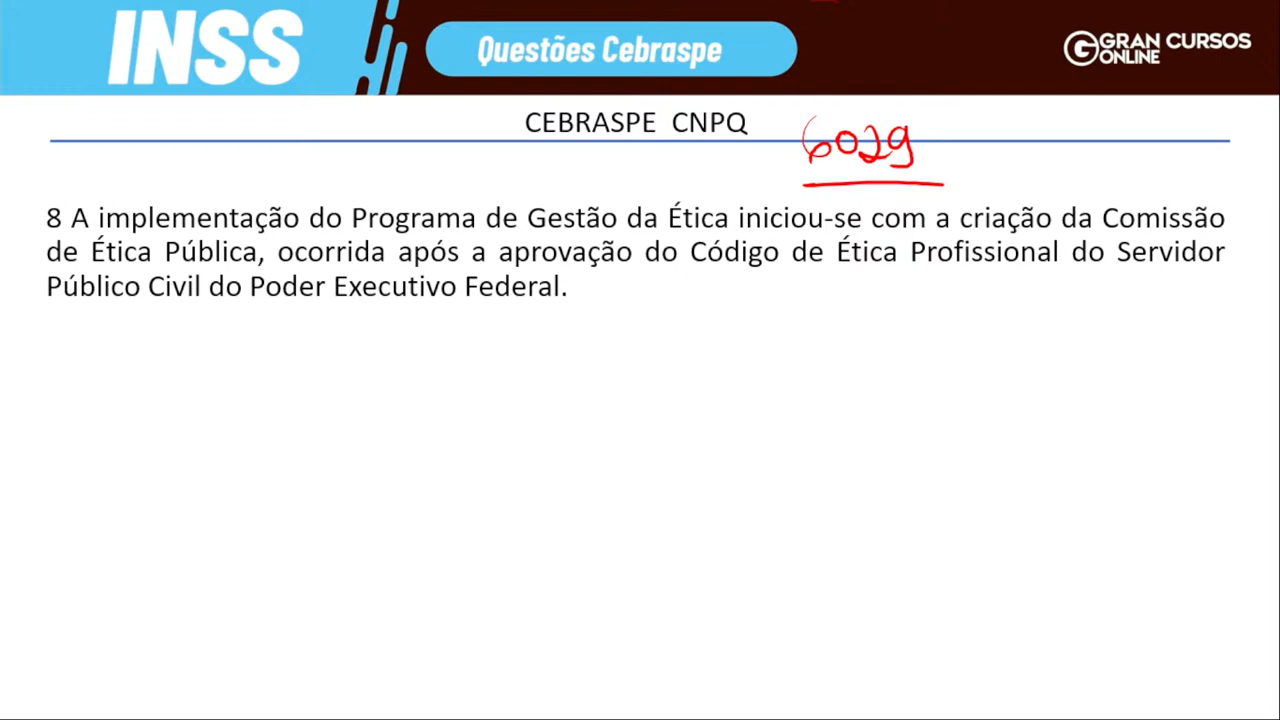 INSS
Questões Cebraspe
GRAN CURSOS
ONLINE
CEBRASPE CNPQ
6029
8 A implementação do Programa de Gestão da Ética iniciou-se com a criação da Comissão
de Ética Pública, ocorrida após a aprovação do Código de Ética Profissional do Servidor
Público Civil do Poder Executivo Federal.